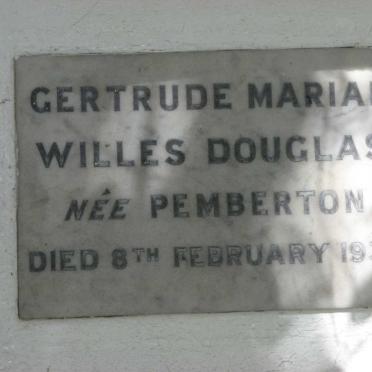 GERTRUDE MARIA
WILLES DOUGLAS
NÉE PEMBERTON
DIED 8TH FEBRUARY 19